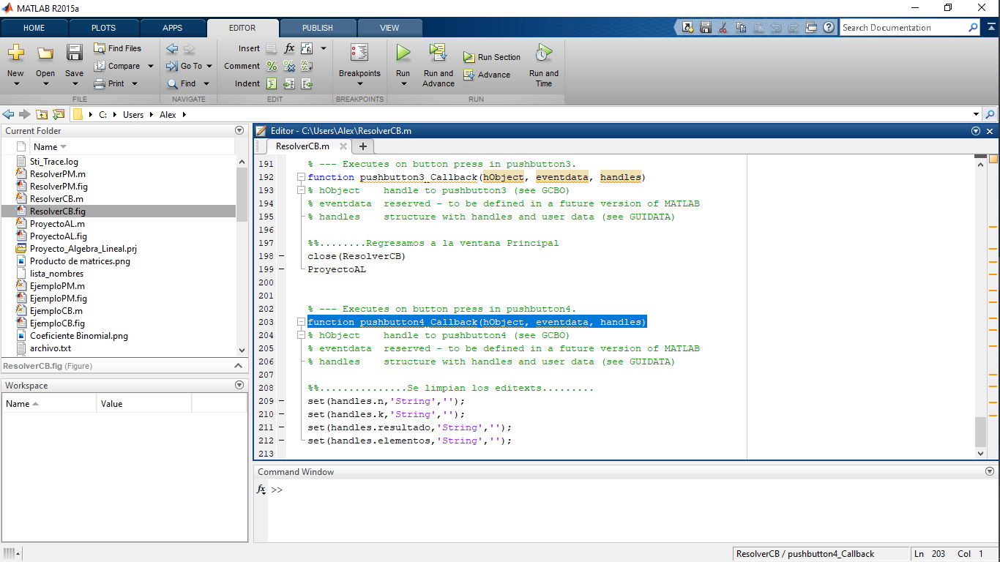 MATLAB R2015a
HOME PLOTS APPS EDITOR PUBLISH VIEW
Search Documentation
New Open Save Find Files Compare Print
Go To Find
Insert fx
Comment
Indent
Breakpoints
Run Run and Advance Run Section Advance Run and Time
FILE NAVIGATE EDIT BREAKPOINTS RUN
C: Users Alex
Current Folder
Name
Sti_Trace.log
ResolverPM.m
ResolverPM.fig
ResolverCB.m
ResolverCB.fig
ProyectoAL.m
ProyectoAL.fig
Proyecto_Algebra_Lineal.prj
Producto de matrices.png
lista_nombres
EjemploPM.m
EjemploPM.fig
EjemploCB.m
EjemploCB.fig
Coeficiente Binomial.png
archivo.txt
ResolverCB.fig (Figure)
Workspace
Name Value
Editor - C:\Users\Alex\ResolverCB.m
ResolverCB.m
191 % --- Executes on button press in pushbutton3.
192 function pushbutton3_Callback(hObject, eventdata, handles)
193 % hObject    handle to pushbutton3 (see GCBO)
194 % eventdata  reserved - to be defined in a future version of MATLAB
195 % handles    structure with handles and user data (see GUIDATA)
196
197 %%........Regresamos a la ventana Principal
198 close(ResolverCB)
199 ProyectoAL
200
201
202 % --- Executes on button press in pushbutton4.
203 function pushbutton4_Callback(hObject, eventdata, handles)
204 % hObject    handle to pushbutton4 (see GCBO)
205 % eventdata  reserved - to be defined in a future version of MATLAB
206 % handles    structure with handles and user data (see GUIDATA)
207
208 %%...............Se limpian los editexts.........
209 set(handles.n,'String','');
210 set(handles.k,'String','');
211 set(handles.resultado,'String','');
212 set(handles.elementos,'String','');
213
Command Window
fx >>
ResolverCB / pushbutton4_Callback Ln 203 Col 1